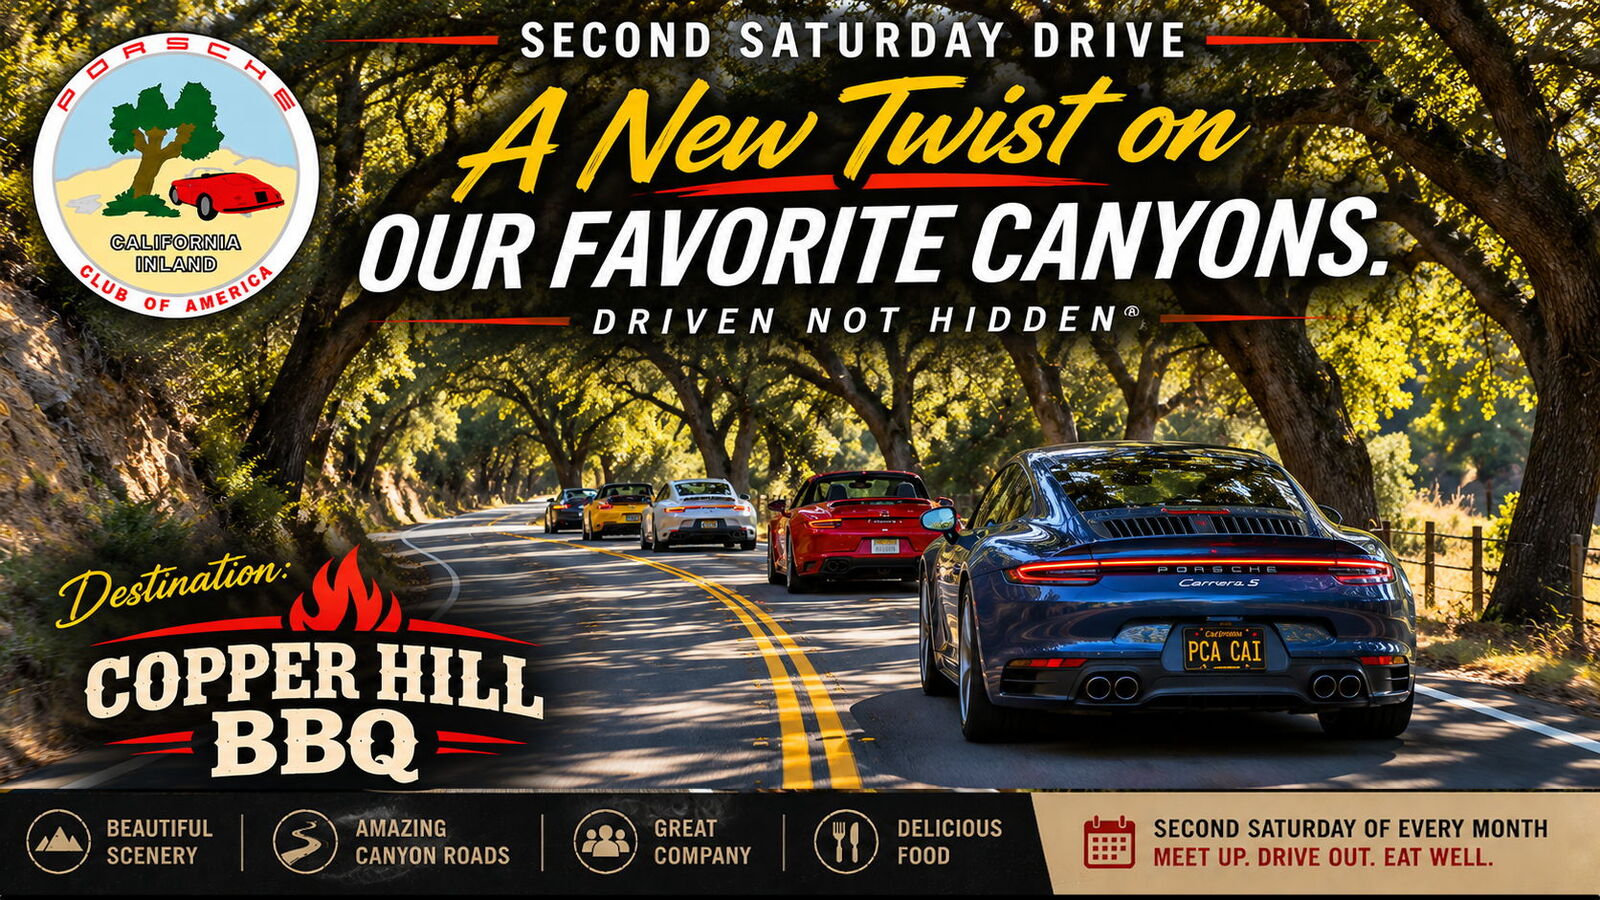 PORSCHE
CALIFORNIA
INLAND
CLUB OF AMERICA
SECOND SATURDAY DRIVE
A New Twist on
OUR FAVORITE CANYONS.
DRIVEN NOT HIDDEN®
PORSCHE
Carrera S
PCA CAI
Destination:
COPPER HILL
BBQ
BEAUTIFUL
SCENERY
AMAZING
CANYON ROADS
GREAT
COMPANY
DELICIOUS
FOOD
SECOND SATURDAY OF EVERY MONTH
MEET UP. DRIVE OUT. EAT WELL.